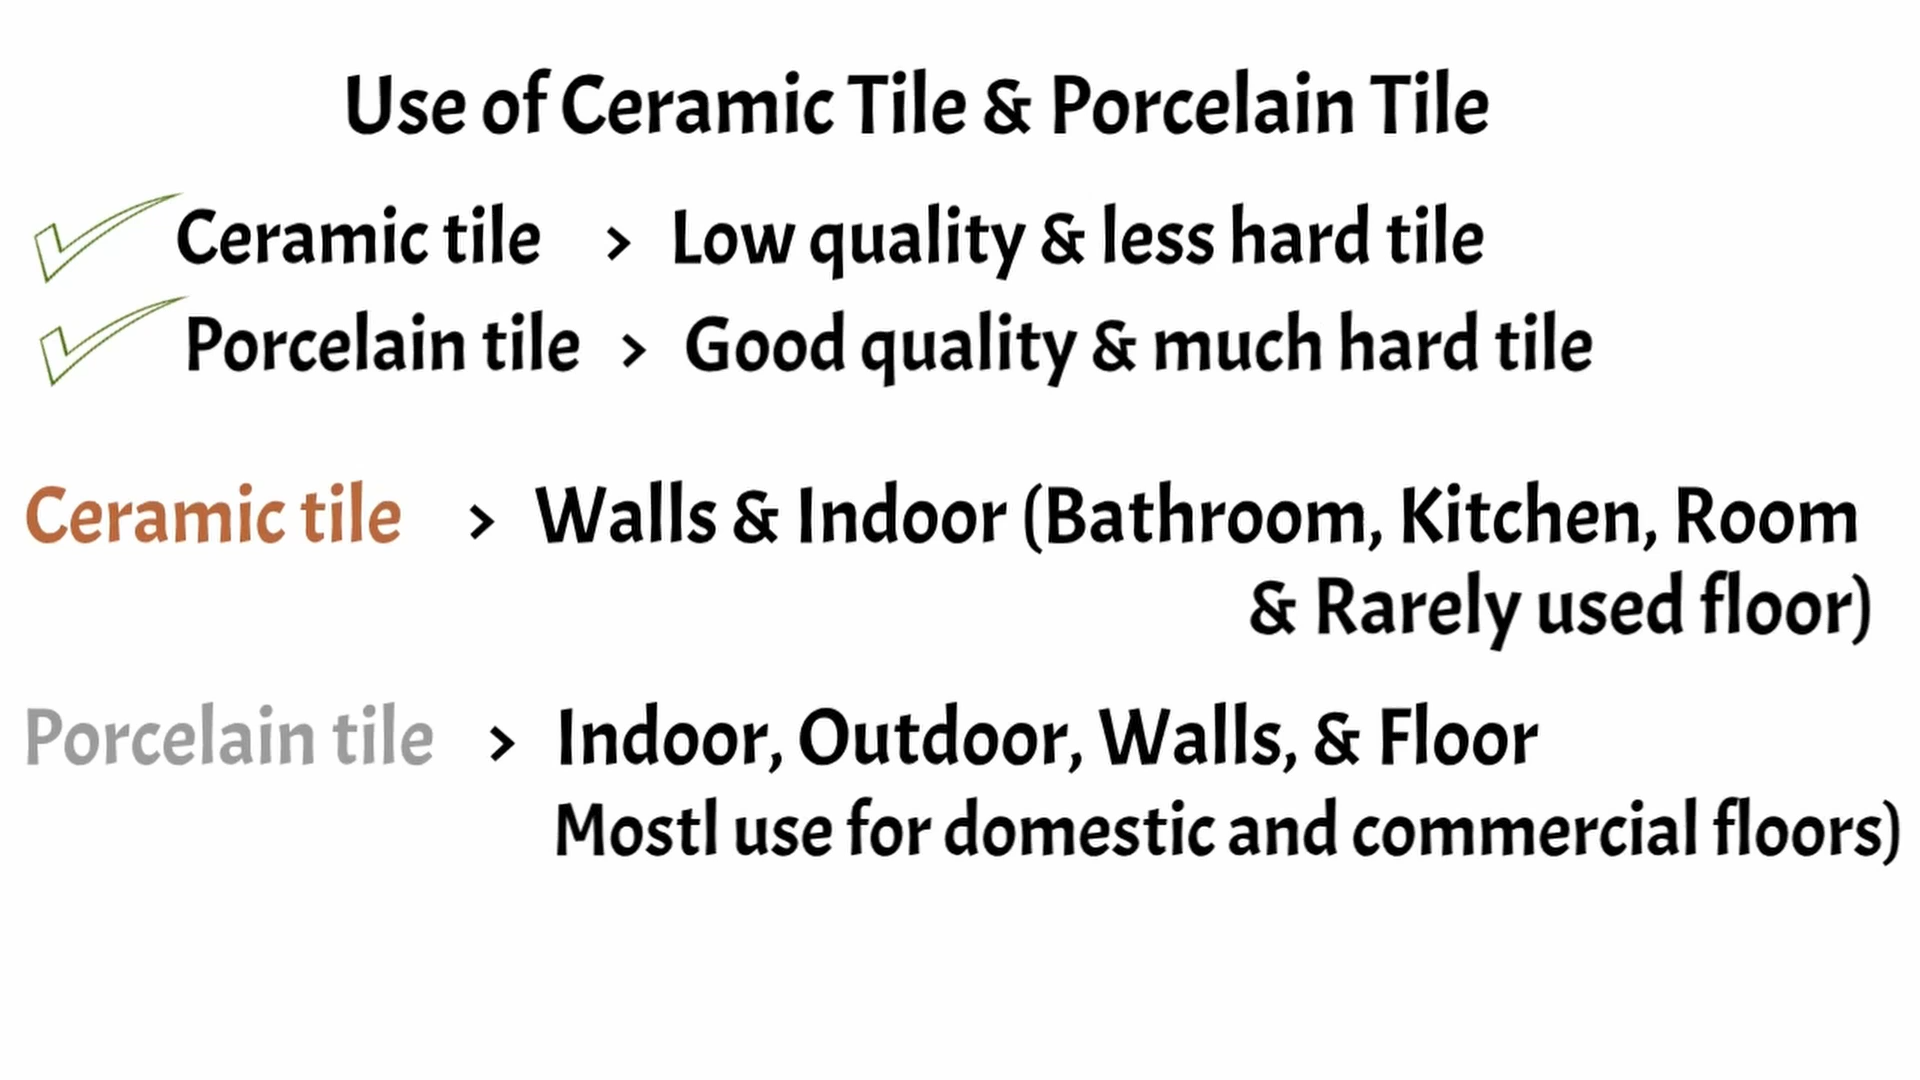 Use of Ceramic Tile & Porcelain Tile
Ceramic tile > Low quality & less hard tile
Porcelain tile > Good quality & much hard tile
Ceramic tile > Walls & Indoor (Bathroom, Kitchen, Room
& Rarely used floor)
Porcelain tile > Indoor, Outdoor, Walls, & Floor
Mostl use for domestic and commercial floors)